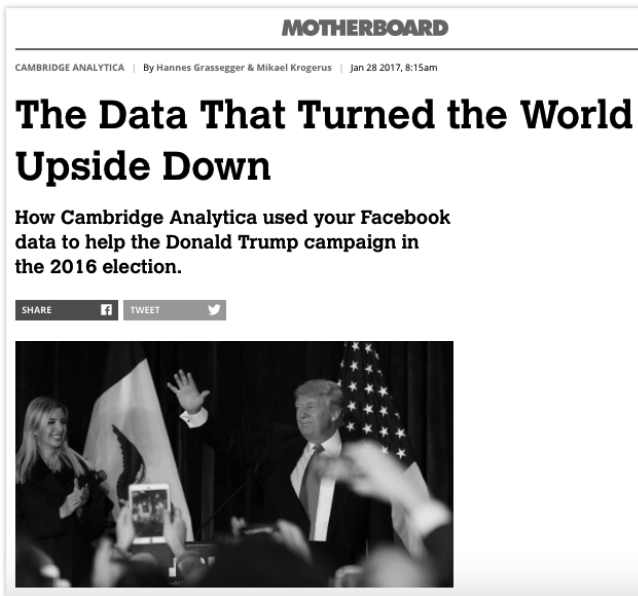 MOTHERBOARD
CAMBRIDGE ANALYTICA | By Hannes Grassegger & Mikael Krogerus | Jan 28 2017, 8:15am
The Data That Turned the World
Upside Down
How Cambridge Analytica used your Facebook
data to help the Donald Trump campaign in
the 2016 election.
SHARE TWEET